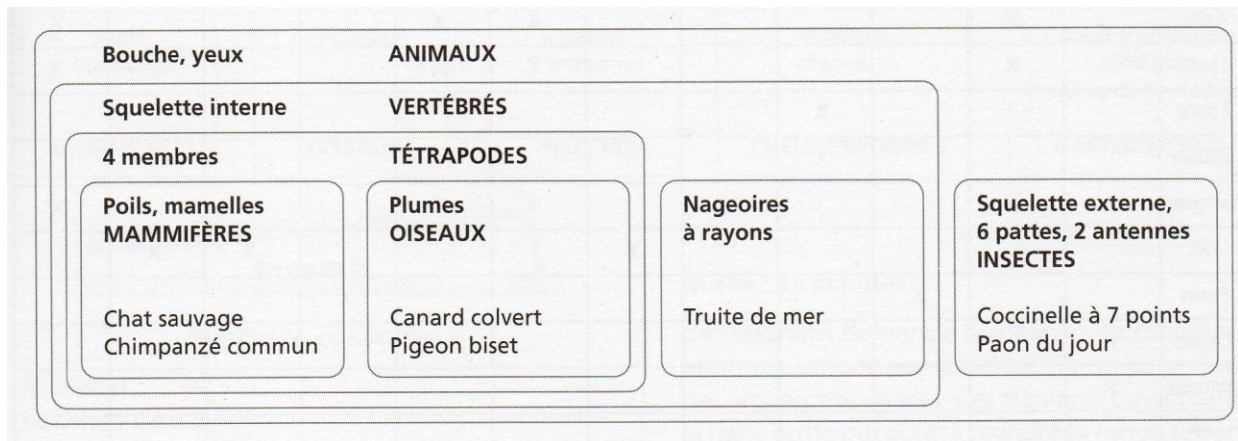 Bouche, yeux ANIMAUX
Squelette interne VERTÉBRÉS
4 membres TÉTRAPODES
Poils, mamelles
MAMMIFÈRES
Chat sauvage
Chimpanzé commun
Plumes
OISEAUX
Canard colvert
Pigeon biset
Nageoires
à rayons
Truite de mer
Squelette externe,
6 pattes, 2 antennes
INSECTES
Coccinelle à 7 points
Paon du jour